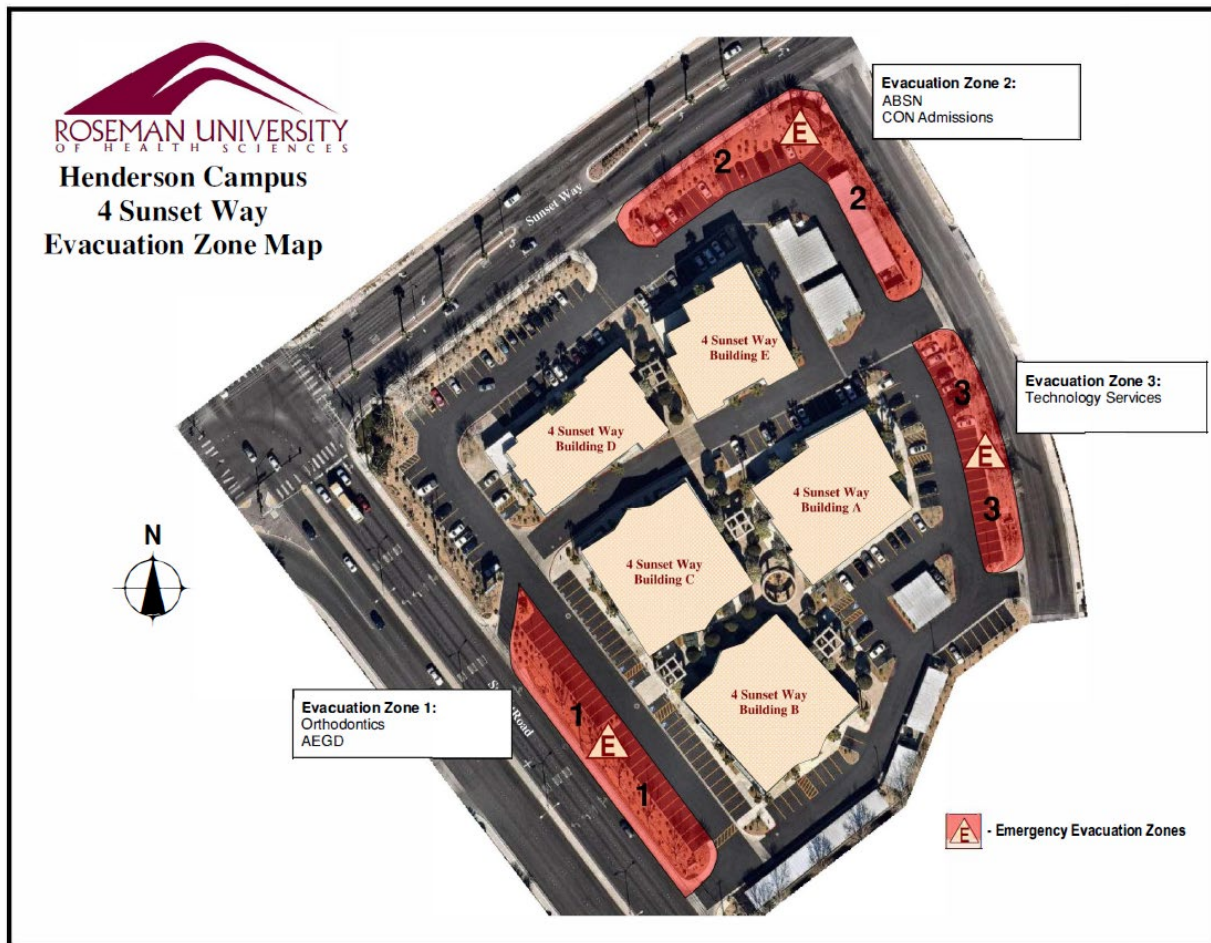 ROSEMAN UNIVERSITY
OF HEALTH SCIENCES
Henderson Campus
4 Sunset Way
Evacuation Zone Map
Evacuation Zone 2:
ABSN
CON Admissions
E
2
2
Sunset Way
4 Sunset Way
Building E
Evacuation Zone 3:
Technology Services
3
E
3
4 Sunset Way
Building D
4 Sunset Way
Building A
N
4 Sunset Way
Building C
4 Sunset Way
Building B
Evacuation Zone 1:
Orthodontics
AEGD
Road
1
E
1
E - Emergency Evacuation Zones